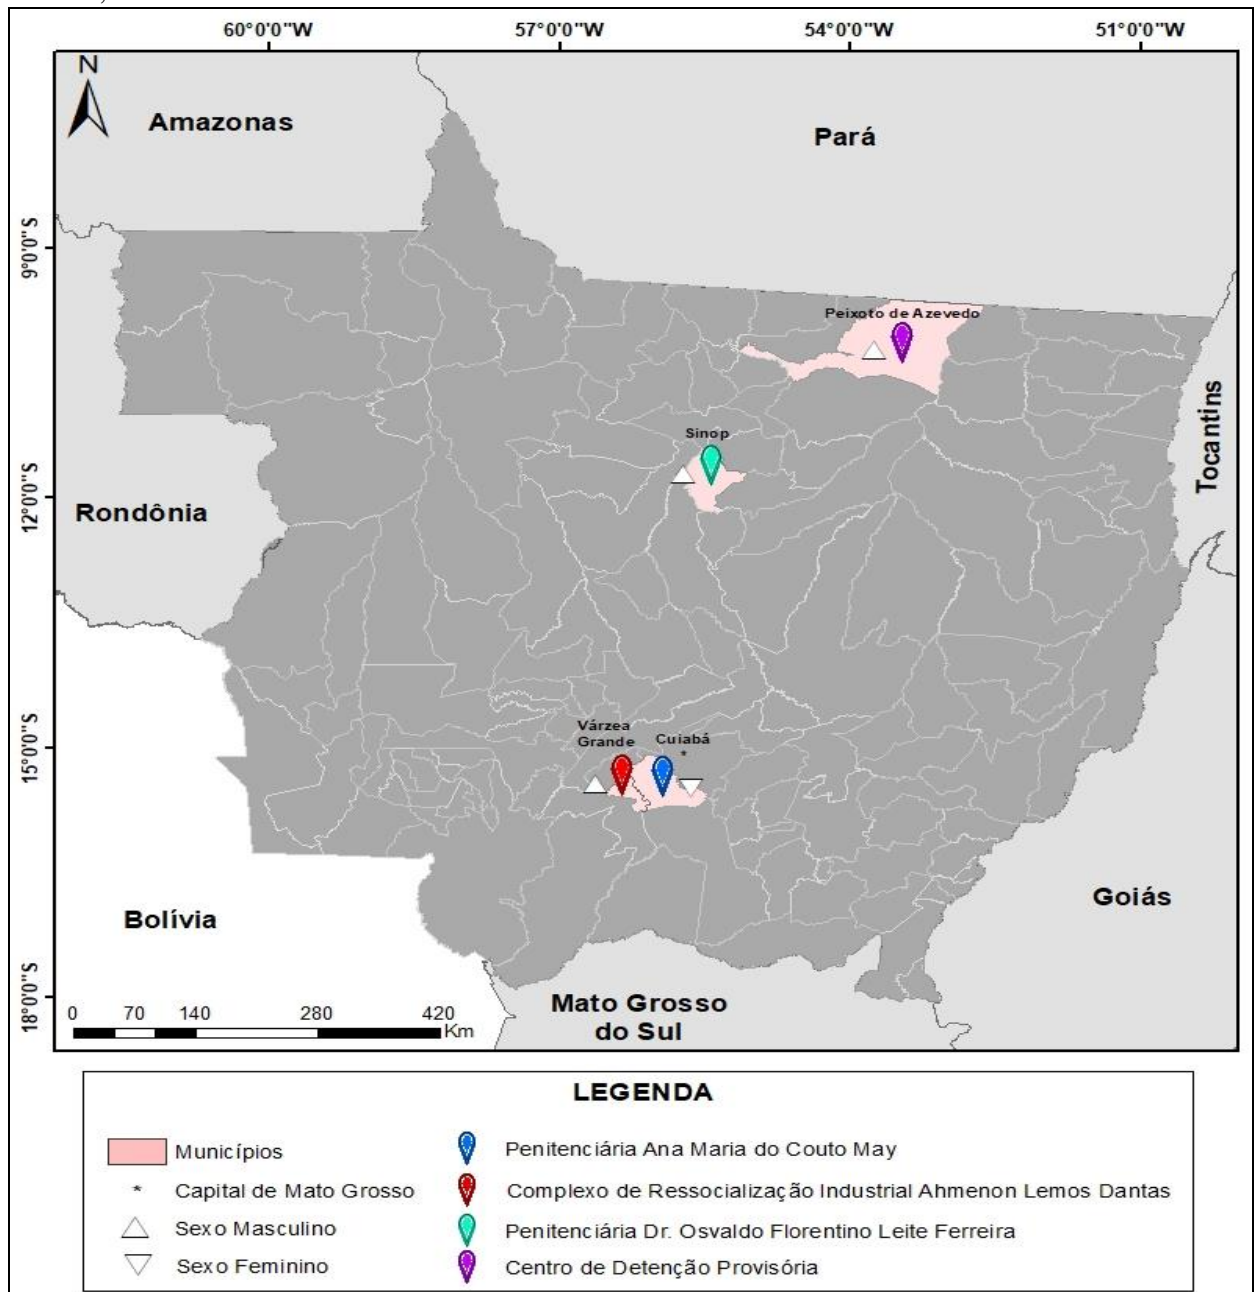 60°0'0"W 57°0'0"W 54°0'0"W 51°0'0"W
N
Amazonas
Pará
9°0'0"S
Peixoto de Azevedo
Tocantins
Sinop
12°0'0"S
Rondônia
15°0'0"S
Várzea
Grande
Cuiabá
*
Goiás
Bolívia
18°0'0"S
Mato Grosso
do Sul
0 70 140 280 420
Km
LEGENDA
Municípios
* Capital de Mato Grosso
Sexo Masculino
Sexo Feminino
Penitenciária Ana Maria do Couto May
Complexo de Ressocialização Industrial Ahmenon Lemos Dantas
Penitenciária Dr. Osvaldo Florentino Leite Ferreira
Centro de Detenção Provisória